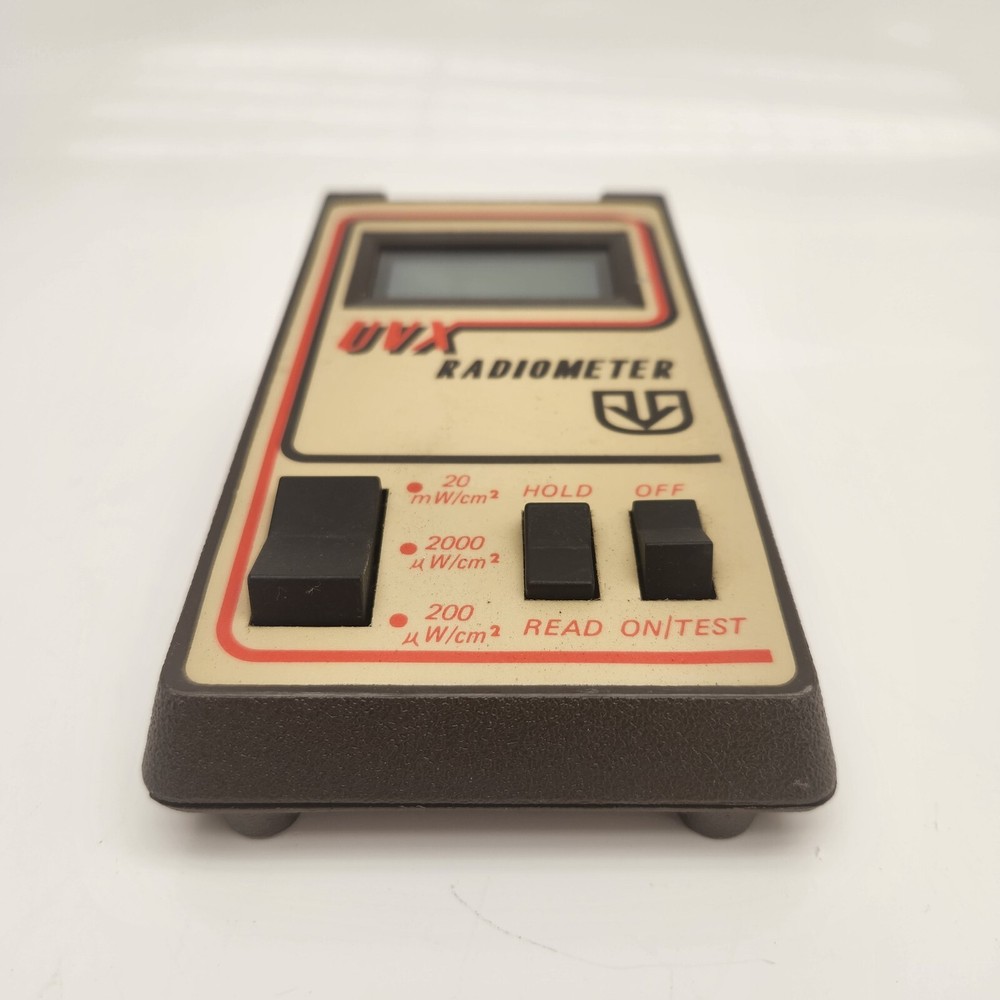 UVX
RADIOMETER
20
mW/cm²
HOLD
OFF
2000
μW/cm²
200
μW/cm²
READ
ON/TEST